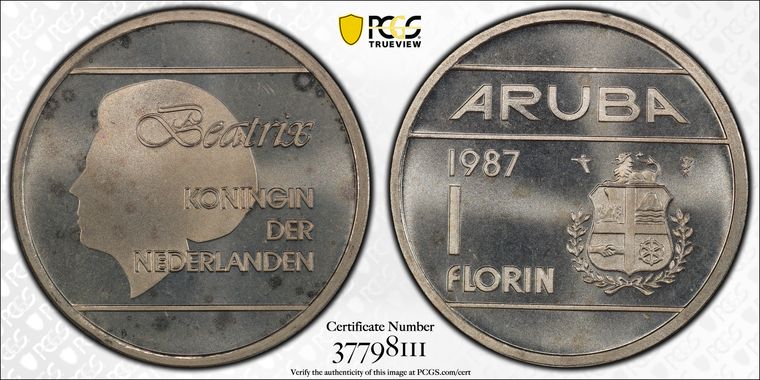 PCGS
TRUEVIEW
Beatrix
KONINGIN
DER
NEDERLANDEN
ARUBA
1987
1
FLORIN
Certificate Number
37798111
Verify the authenticity of this image at PCGS.com/cert